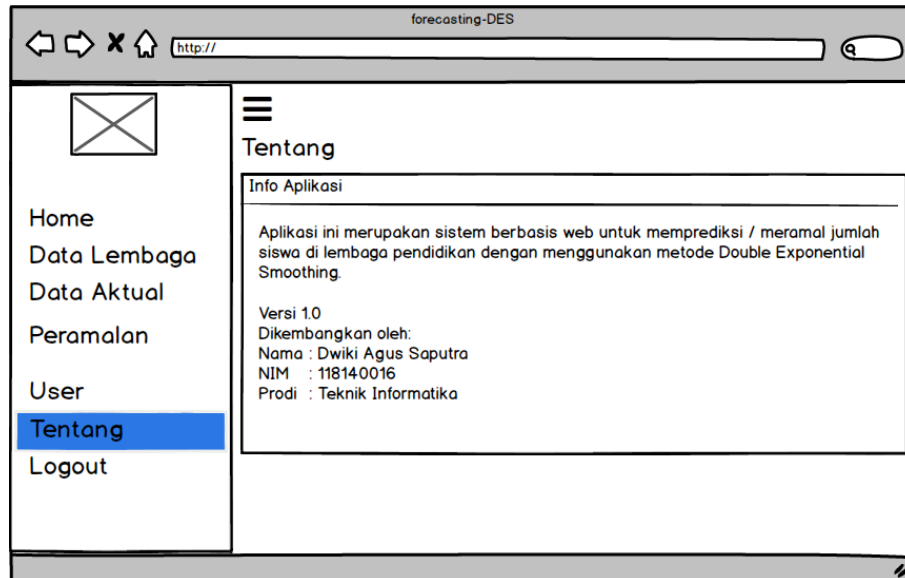 forecasting-DES
http://
Home
Data Lembaga
Data Aktual
Peramalan
User
Tentang
Logout
Tentang
Info Aplikasi
Aplikasi ini merupakan sistem berbasis web untuk memprediksi / meramal jumlah
siswa di lembaga pendidikan dengan menggunakan metode Double Exponential
Smoothing.
Versi 1.0
Dikembangkan oleh:
Nama : Dwiki Agus Saputra
NIM : 118140016
Prodi : Teknik Informatika